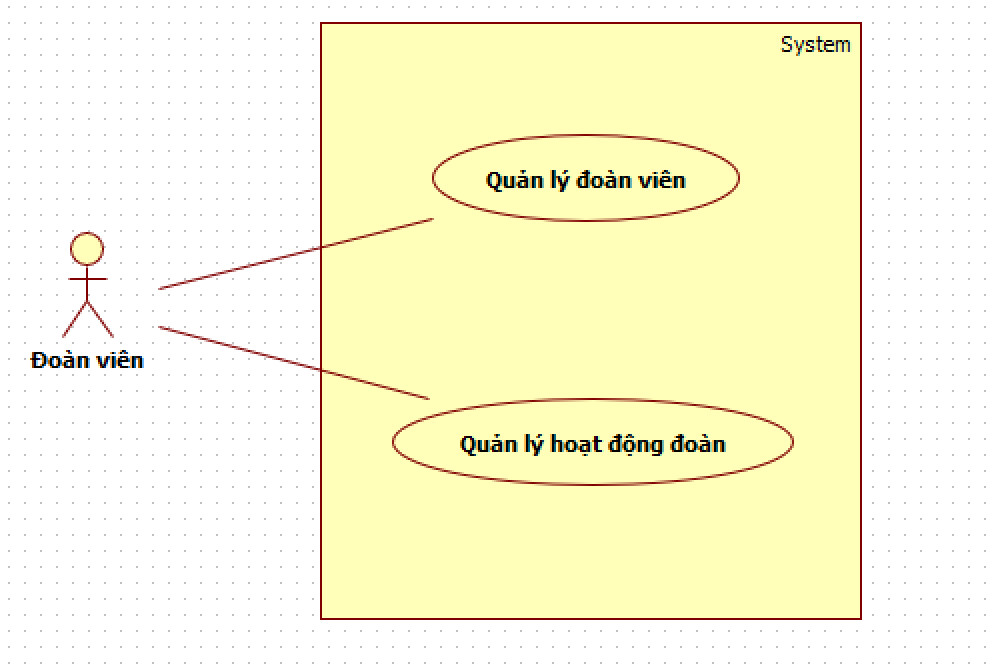 System
Quản lý đoàn viên
Đoàn viên
Quản lý hoạt động đoàn